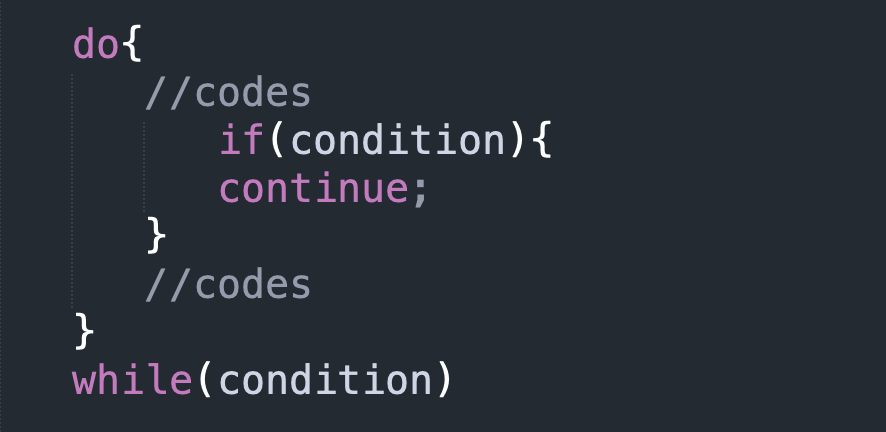 do{
//codes
if(condition){
continue;
}
//codes
}
while(condition)